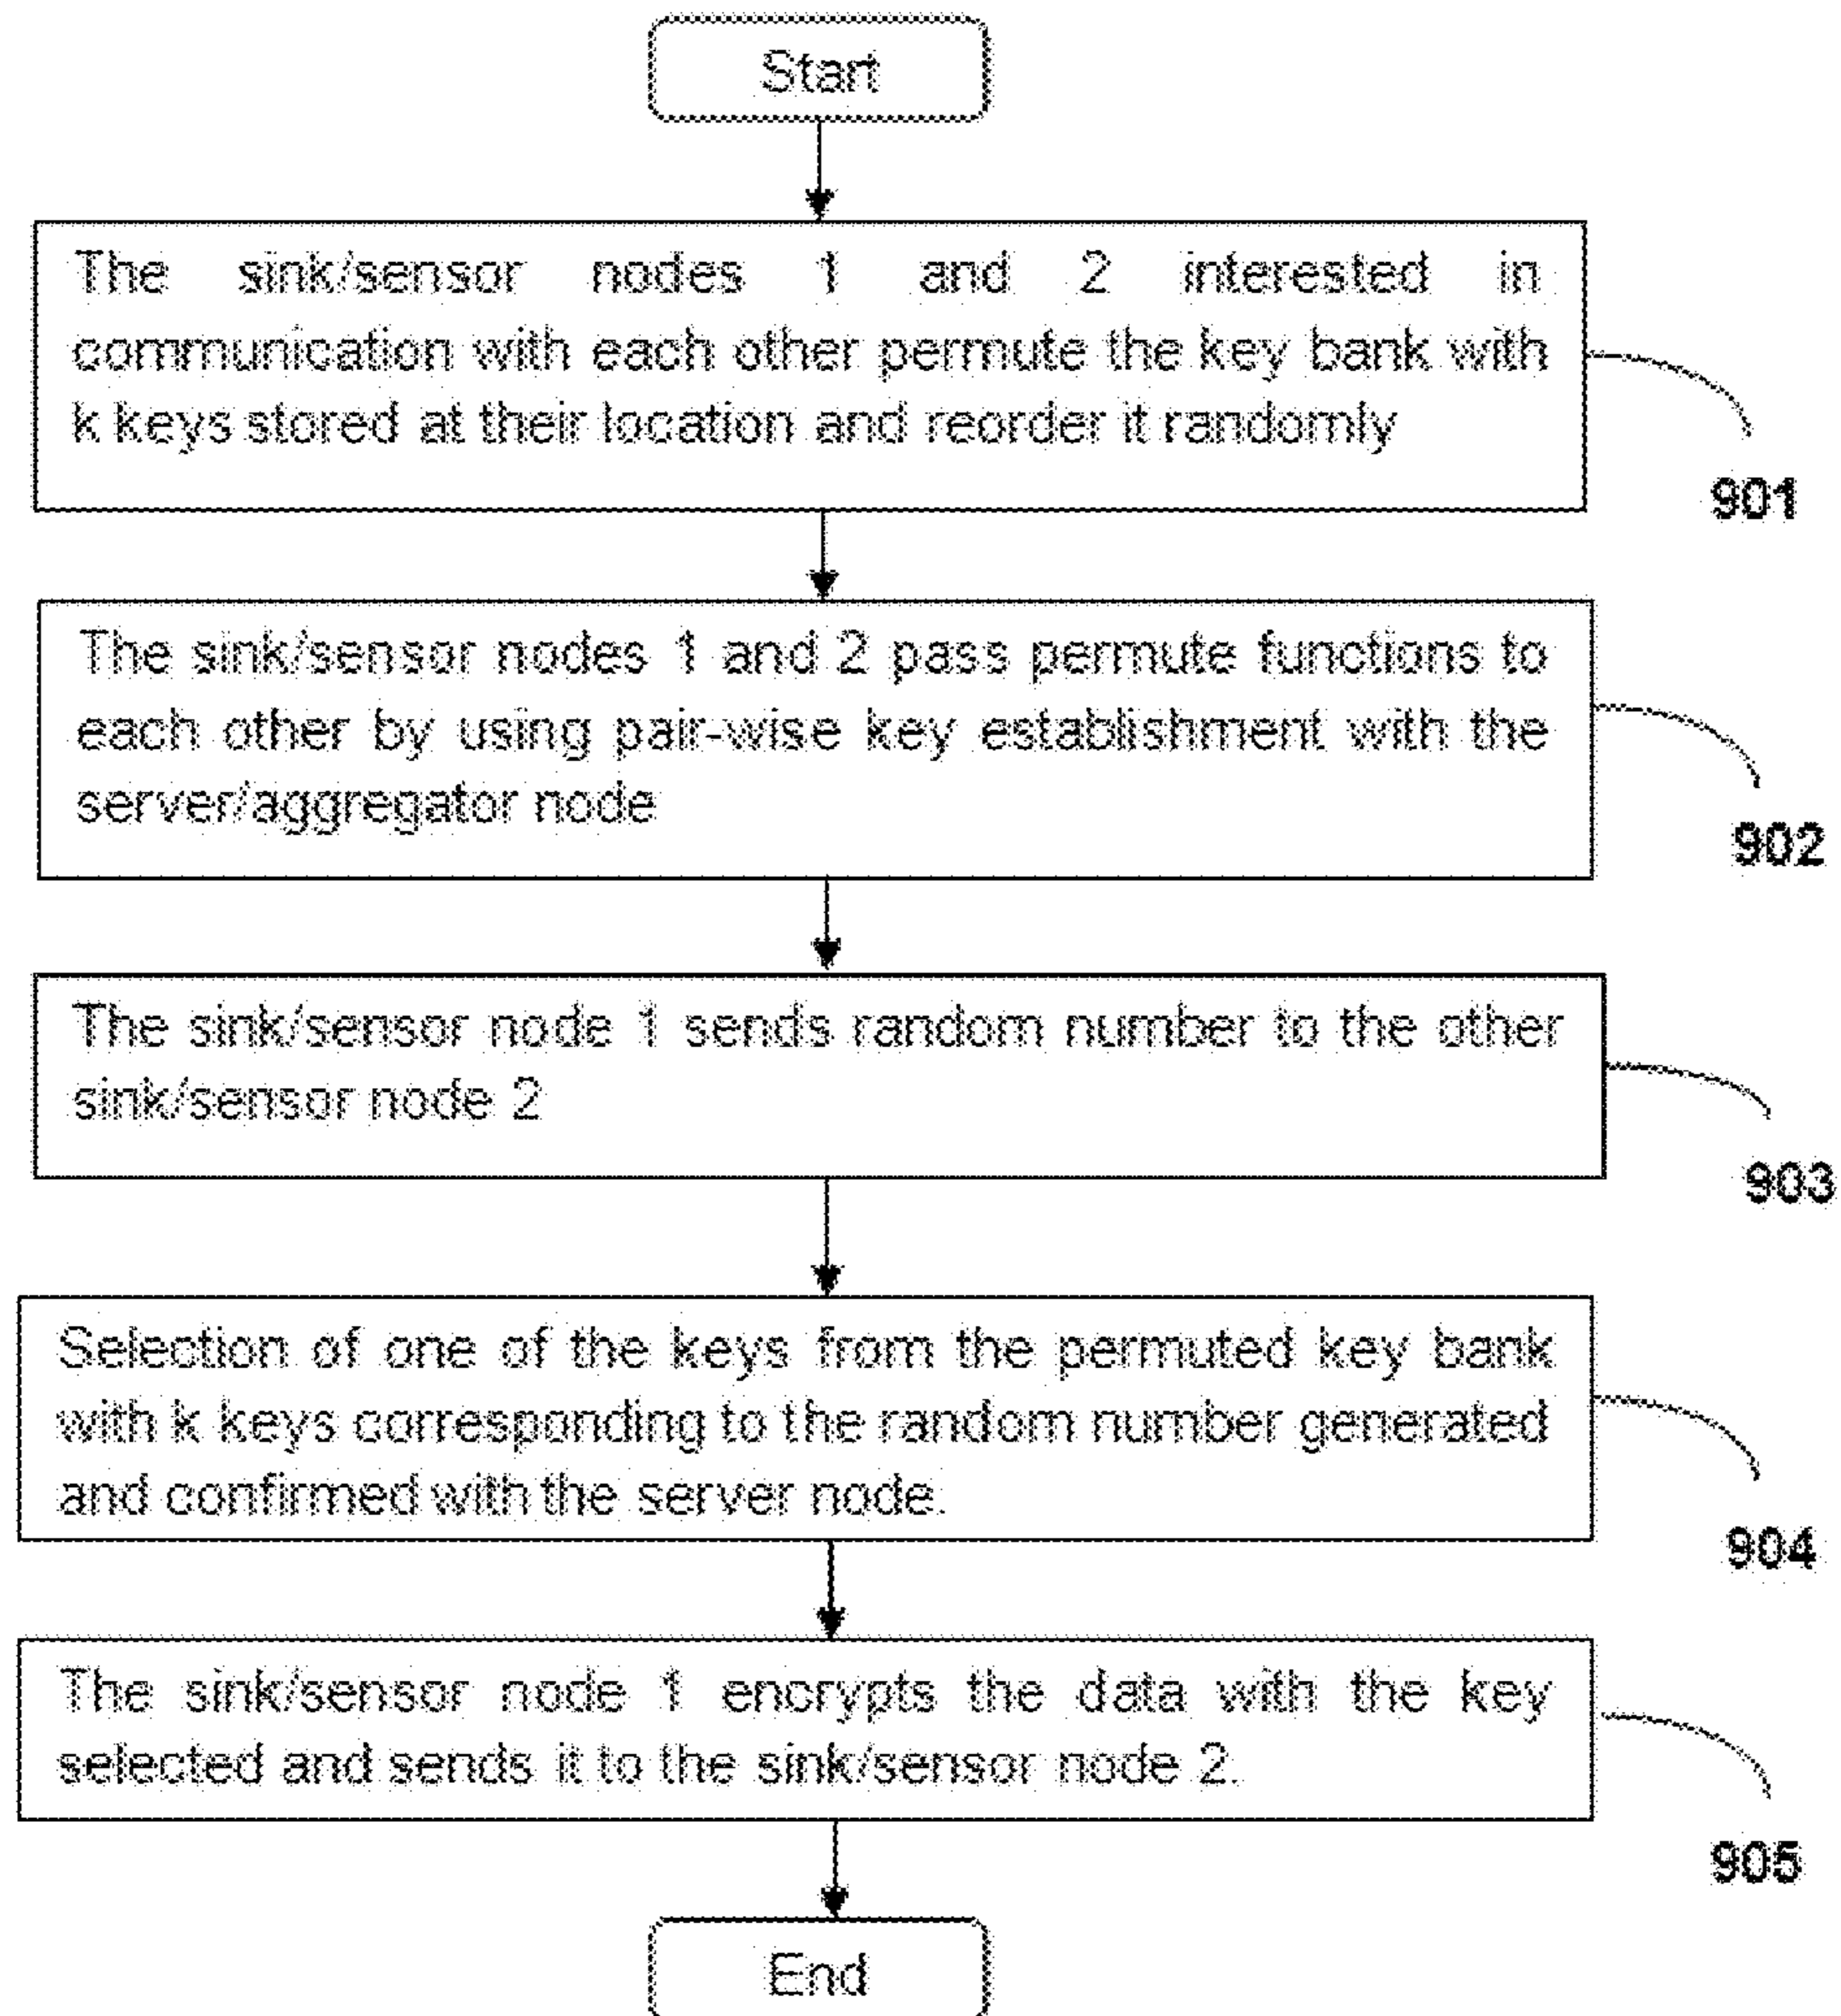 Start
The sink/sensor nodes 1 and 2 interested in
communication with each other permute the key bank with
k keys stored at their location and reorder it randomly
901
The sink/sensor nodes 1 and 2 pass permute functions to
each other by using pair-wise key establishment with the
server/aggregator node
902
The sink/sensor node 1 sends random number to the other
sink/sensor node 2
903
Selection of one of the keys from the permuted key bank
with k keys corresponding to the random number generated
and confirmed with the server node.
904
The sink/sensor node 1 encrypts the data with the key
selected and sends it to the sink/sensor node 2.
905
End